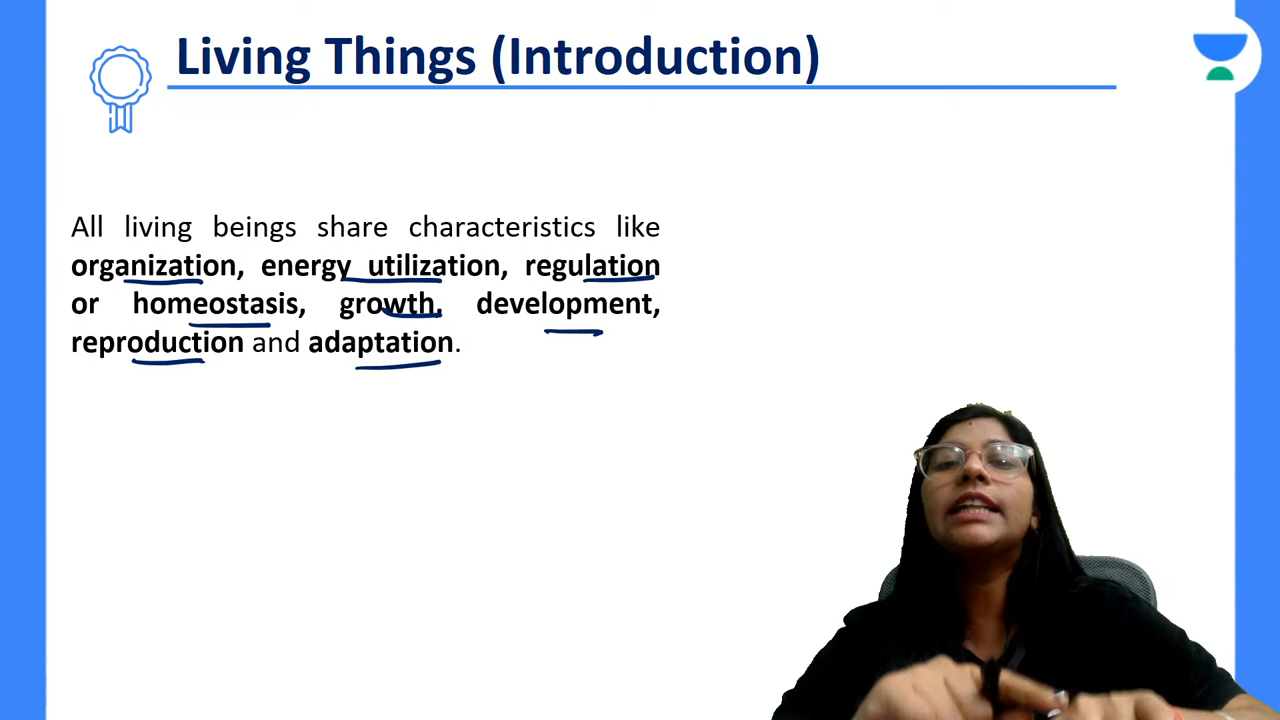 Living Things (Introduction)
All living beings share characteristics like
organization, energy utilization, regulation
or homeostasis, growth, development,
reproduction and adaptation.